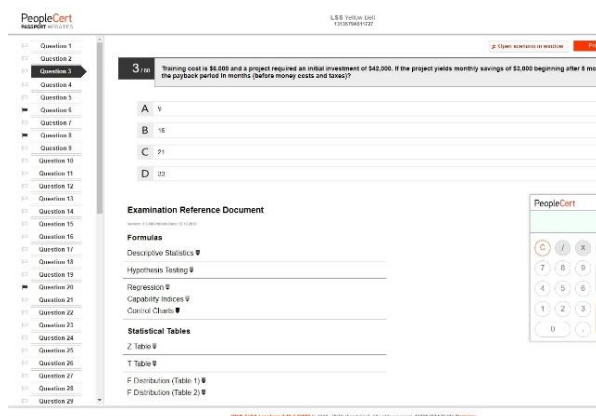 PeopleCert
LSS Yellow Belt
Question 1
Question 2
Question 3
Question 4
Question 5
Question 6
Question 7
Question 8
Question 9
Question 10
Question 11
Question 12
Question 13
Question 14
Question 15
Question 16
Question 17
Question 18
Question 19
Question 20
Question 21
Question 22
Question 23
Question 24
Question 25
Question 26
Question 27
Question 28
Question 29
Open scenario in window
3 / 60
Training cost is $6,000 and a project required an initial investment of $42,000. If the project yields monthly savings of $3,000 beginning after 8 mo
the payback period in months (before money costs and taxes)?
A
B 16
C 21
D
Examination Reference Document
Formulas
Descriptive Statistics
Hypothesis Testing
Regression
Capability Indices
Control Charts
Statistical Tables
Z Table
T Table
F Distribution (Table 1)
F Distribution (Table 2)
PeopleCert
C / x
7 8 9
4 5 6
1 2 3
0 .